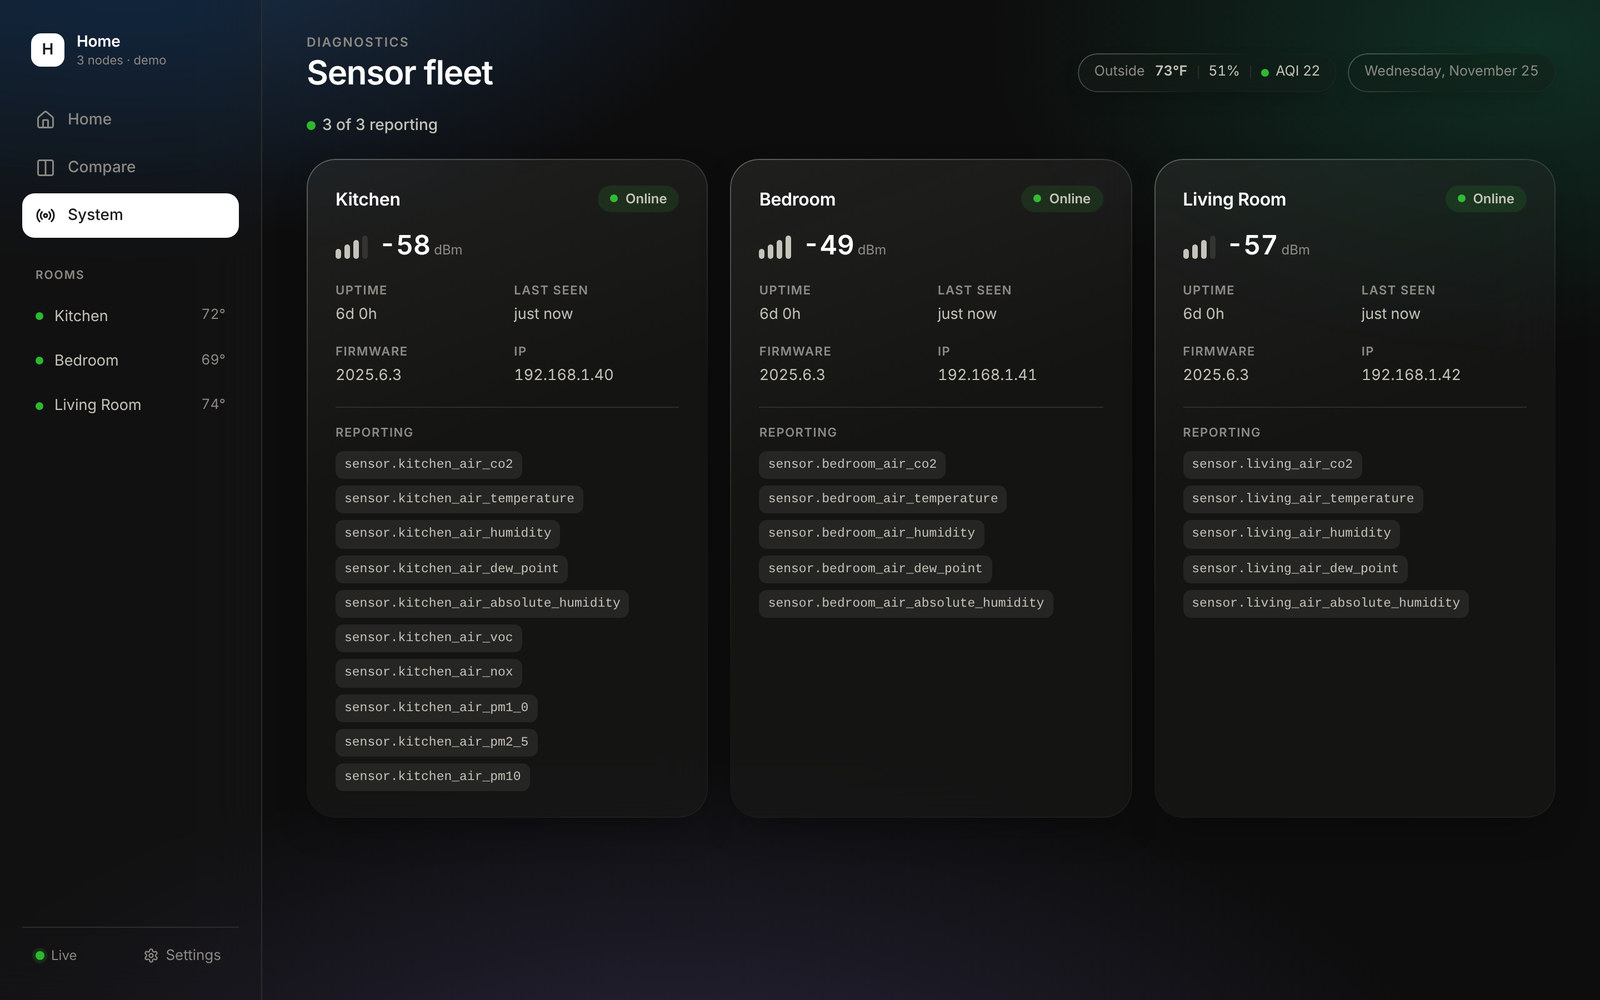 H
Home
3 nodes · demo
Home
Compare
System
ROOMS
Kitchen 72°
Bedroom 69°
Living Room 74°
Live
Settings
DIAGNOSTICS
Sensor fleet
Outside 73°F 51% AQI 22
Wednesday, November 25
3 of 3 reporting
Kitchen
Online
-58 dBm
UPTIME LAST SEEN
6d 0h just now
FIRMWARE IP
2025.6.3 192.168.1.40
REPORTING
sensor.kitchen_air_co2
sensor.kitchen_air_temperature
sensor.kitchen_air_humidity
sensor.kitchen_air_dew_point
sensor.kitchen_air_absolute_humidity
sensor.kitchen_air_voc
sensor.kitchen_air_nox
sensor.kitchen_air_pm1_0
sensor.kitchen_air_pm2_5
sensor.kitchen_air_pm10
Bedroom
Online
-49 dBm
UPTIME LAST SEEN
6d 0h just now
FIRMWARE IP
2025.6.3 192.168.1.41
REPORTING
sensor.bedroom_air_co2
sensor.bedroom_air_temperature
sensor.bedroom_air_humidity
sensor.bedroom_air_dew_point
sensor.bedroom_air_absolute_humidity
Living Room
Online
-57 dBm
UPTIME LAST SEEN
6d 0h just now
FIRMWARE IP
2025.6.3 192.168.1.42
REPORTING
sensor.living_air_co2
sensor.living_air_temperature
sensor.living_air_humidity
sensor.living_air_dew_point
sensor.living_air_absolute_humidity